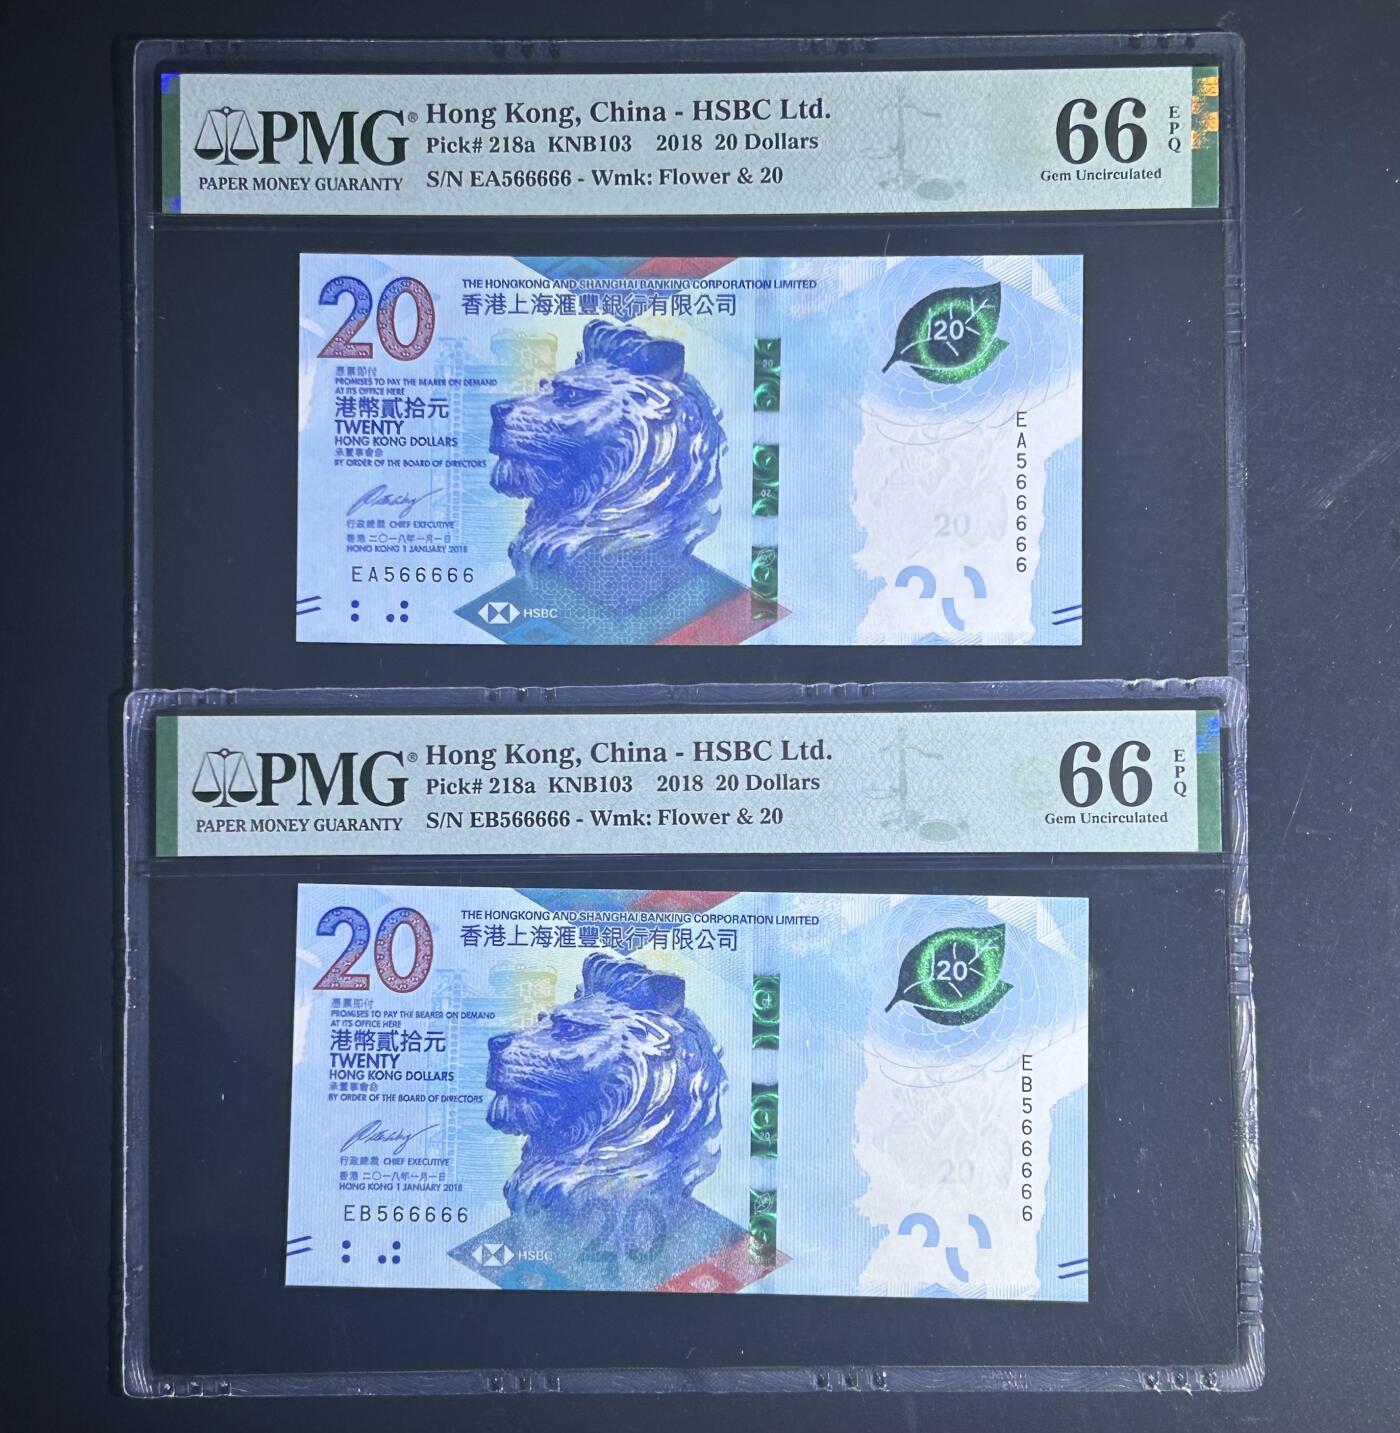 PMG®
PAPER MONEY GUARANTY
Hong Kong, China - HSBC Ltd.
Pick# 218a KNB103 2018 20 Dollars
S/N EA566666 - Wmk: Flower & 20
66
EPQ
Gem Uncirculated
20
THE HONGKONG AND SHANGHAI BANKING CORPORATION LIMITED
香港上海滙豐銀行有限公司
憑票即付
PROMISES TO PAY THE BEARER ON DEMAND
AT ITS OFFICE HERE
港幣貳拾元
TWENTY
HONG KONG DOLLARS
承董事會命
BY ORDER OF THE BOARD OF DIRECTORS
行政總裁 CHIEF EXECUTIVE
香港 二〇一八年一月一日
HONG KONG 1 JANUARY 2018
EA566666
HSBC
20
20
20
EA566666
20
PMG®
PAPER MONEY GUARANTY
Hong Kong, China - HSBC Ltd.
Pick# 218a KNB103 2018 20 Dollars
S/N EB566666 - Wmk: Flower & 20
66
EPQ
Gem Uncirculated
20
THE HONGKONG AND SHANGHAI BANKING CORPORATION LIMITED
香港上海滙豐銀行有限公司
憑票即付
PROMISES TO PAY THE BEARER ON DEMAND
AT ITS OFFICE HERE
港幣貳拾元
TWENTY
HONG KONG DOLLARS
承董事會命
BY ORDER OF THE BOARD OF DIRECTORS
行政總裁 CHIEF EXECUTIVE
香港 二〇一八年一月一日
HONG KONG 1 JANUARY 2018
EB566666
HSBC
20
20
20
EB566666
20